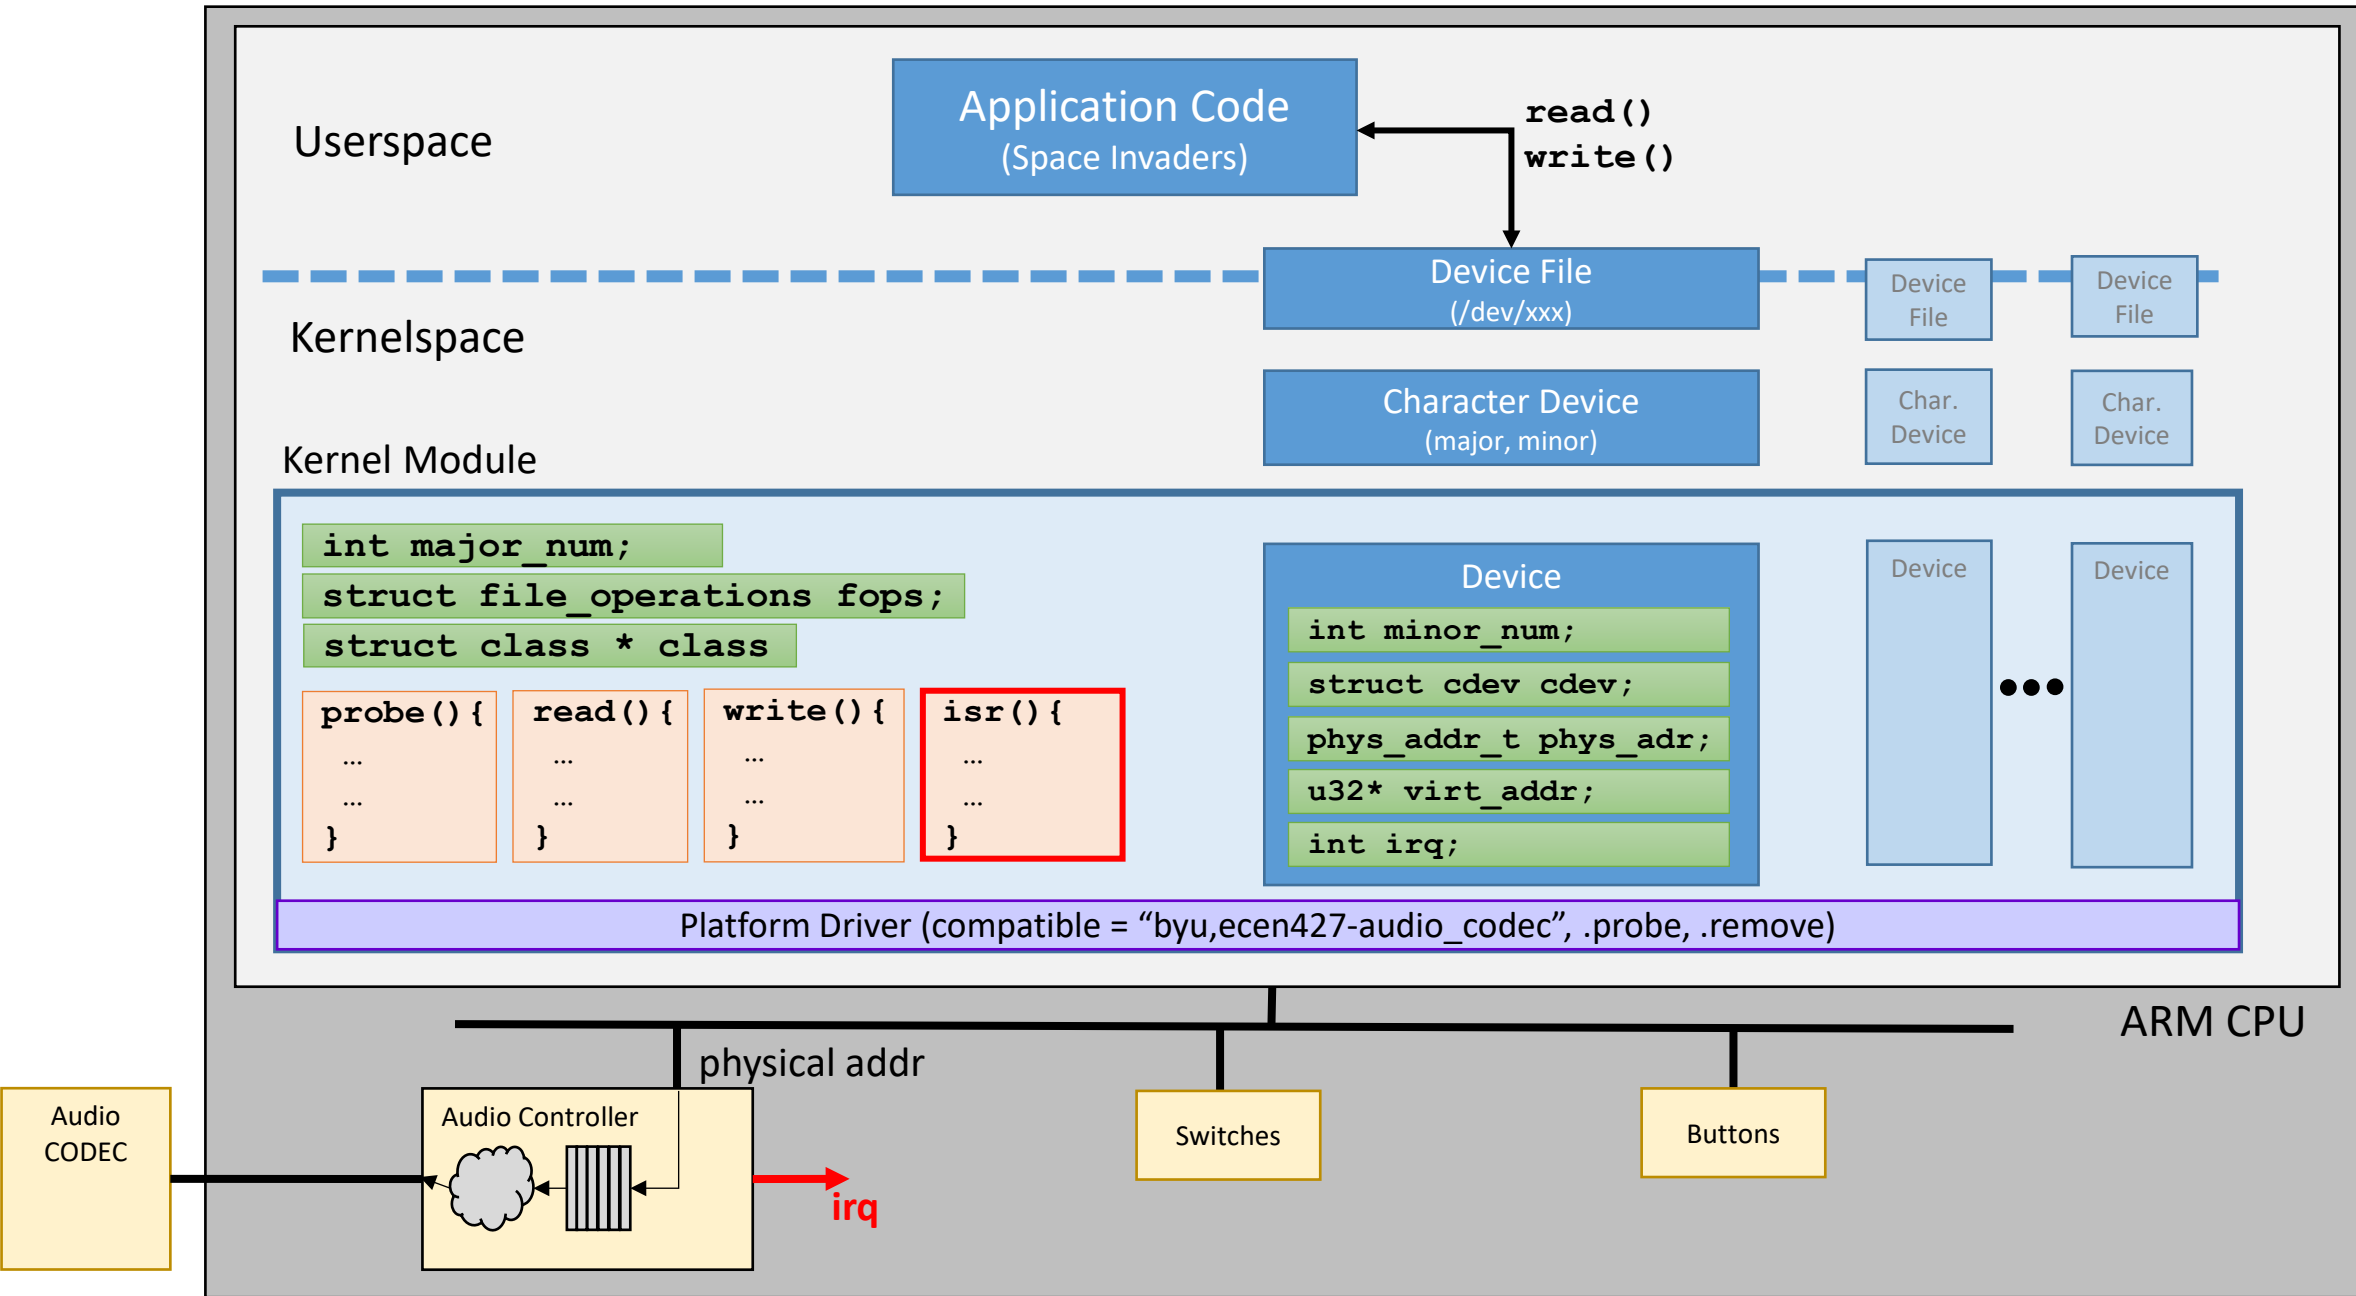 Userspace
Application Code
(Space Invaders)
read()
write()
Device File
(/dev/xxx)
Device
File
Device
File
Kernelspace
Character Device
(major, minor)
Char.
Device
Char.
Device
Kernel Module
int major_num;
struct file_operations fops;
struct class * class
probe(){
…
…
}
read(){
…
…
}
write(){
…
…
}
isr(){
…
…
}
Device
int minor_num;
struct cdev cdev;
phys_addr_t phys_adr;
u32* virt_addr;
int irq;
Device
Device
Platform Driver (compatible = “byu,ecen427-audio_codec”, .probe, .remove)
ARM CPU
physical addr
Audio
CODEC
Audio Controller
irq
Switches
Buttons